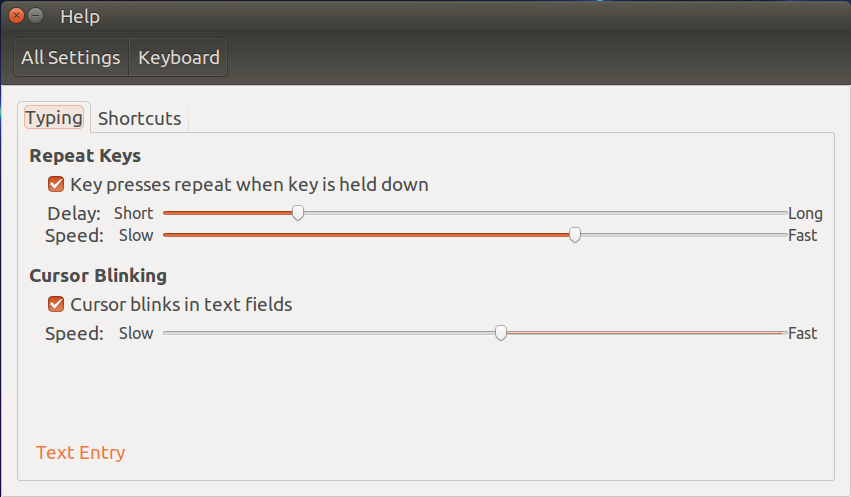 Help
All Settings Keyboard
Typing Shortcuts
Repeat Keys
Key presses repeat when key is held down
Delay: Short Long
Speed: Slow Fast
Cursor Blinking
Cursor blinks in text fields
Speed: Slow Fast
Text Entry